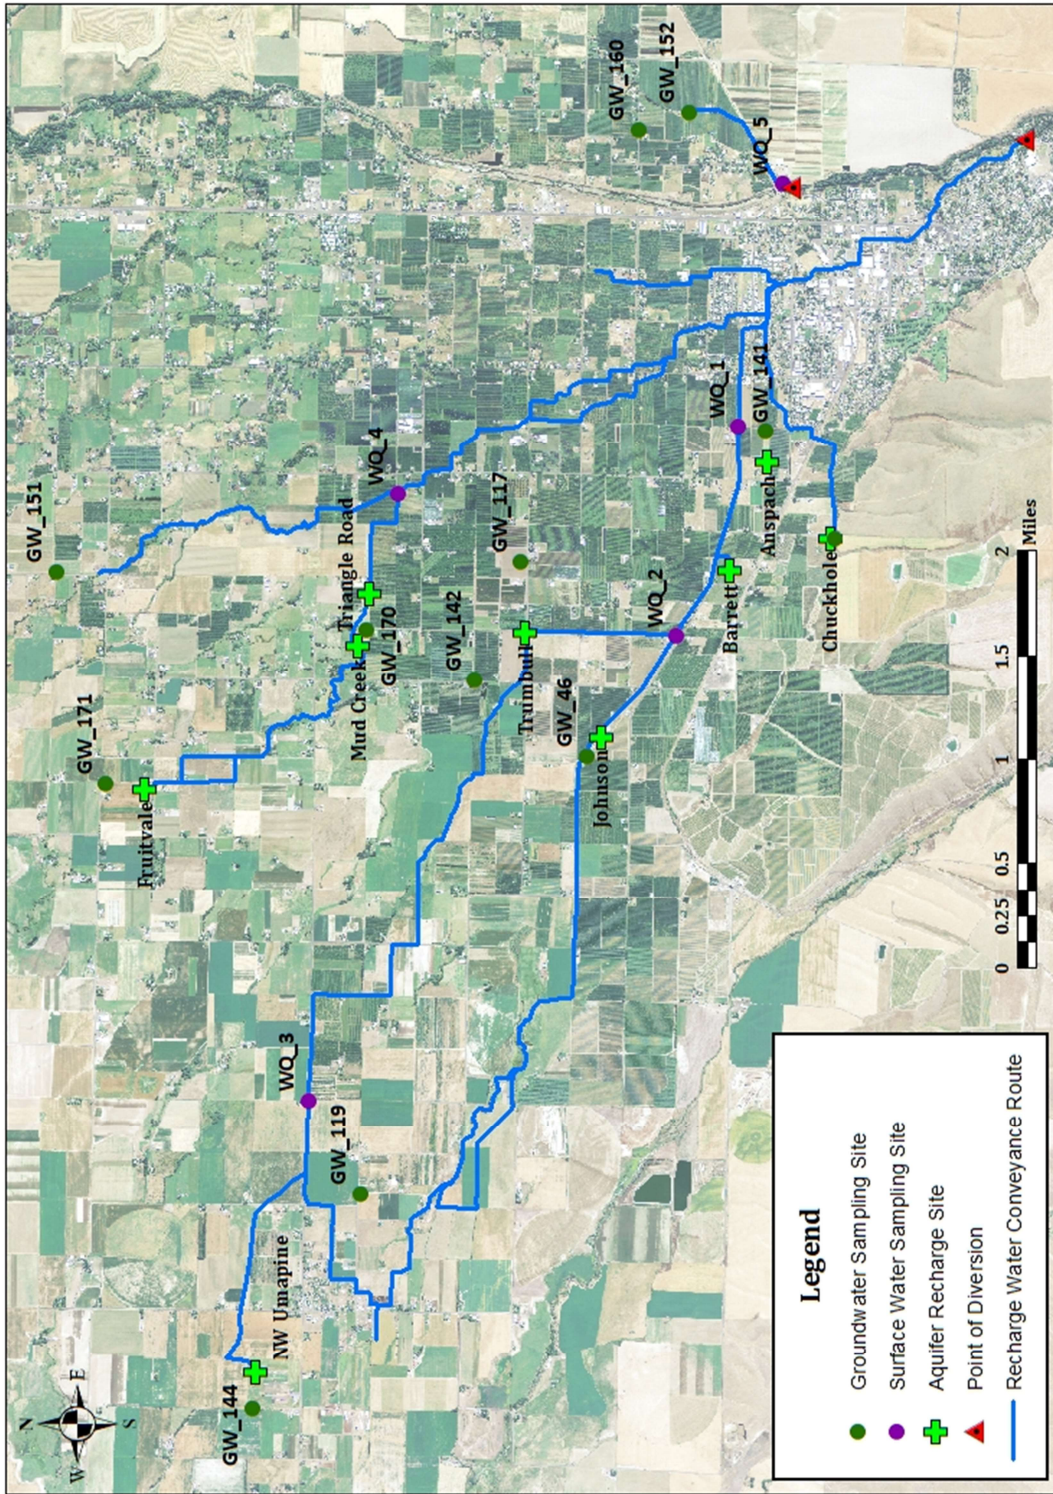 N
W
E
S
GW_144
NW Umapine
GW_119
WQ_3
GW_171
Fruitvale
GW_151
Mud Creek
GW_170
Triangle Road
WQ_4
GW_142
GW_117
Trumbull
GW_46
Johnson
WQ_2
Barrett
WQ_1
GW_141
Anspach
Chuckhole
GW_160
GW_152
WQ_5
Legend
Groundwater Sampling Site
Surface Water Sampling Site
Aquifer Recharge Site
Point of Diversion
Recharge Water Conveyance Route
0 0.25 0.5 1 1.5 2
Miles